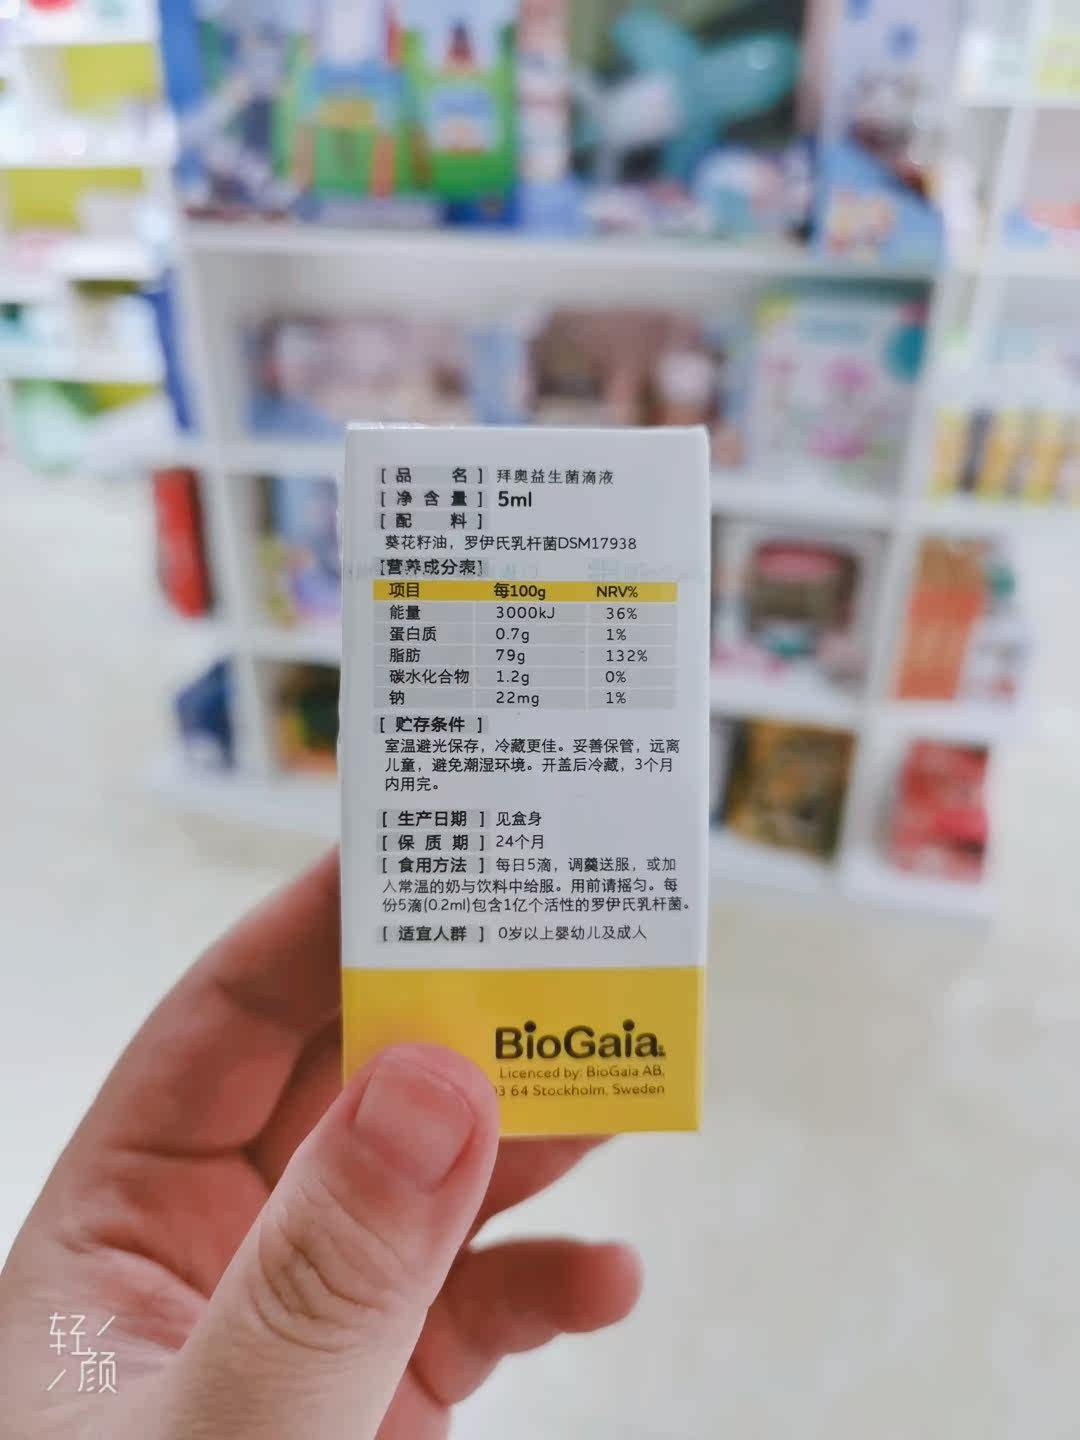 [ 品 名 ] 拜奥益生菌滴液
[ 净 含 量 ] 5ml
[ 配 料 ]
葵花籽油，罗伊氏乳杆菌DSM17938
[营养成分表]
项目 每100g NRV%
能量 3000kJ 36%
蛋白质 0.7g 1%
脂肪 79g 132%
碳水化合物 1.2g 0%
钠 22mg 1%
[ 贮存条件 ]
室温避光保存，冷藏更佳。妥善保管，远离
儿童，避免潮湿环境。开盖后冷藏，3个月
内用完。
[ 生产日期 ] 见盒身
[ 保 质 期 ] 24个月
[ 食用方法 ] 每日5滴，调羹送服，或加
入常温的奶与饮料中给服。用前请摇匀。每
份5滴(0.2ml)包含1亿个活性的罗伊氏乳杆菌。
[ 适宜人群 ] 0岁以上婴幼儿及成人
BioGaia
Licenced by: BioGaia AB,
64 Stockholm, Sweden
轻
颜